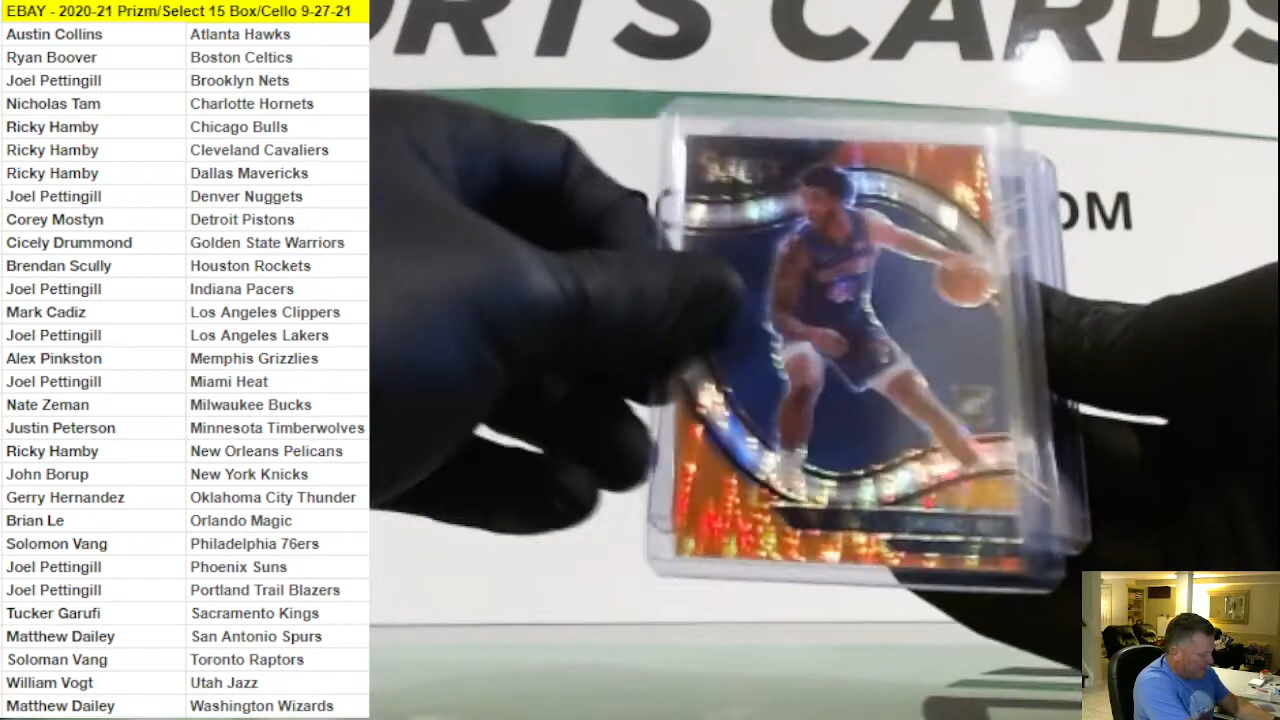 EBAY - 2020-21 Prizm/Select 15 Box/Cello 9-27-21
Austin Collins Atlanta Hawks
Ryan Boover Boston Celtics
Joel Pettingill Brooklyn Nets
Nicholas Tam Charlotte Hornets
Ricky Hamby Chicago Bulls
Ricky Hamby Cleveland Cavaliers
Ricky Hamby Dallas Mavericks
Joel Pettingill Denver Nuggets
Corey Mostyn Detroit Pistons
Cicely Drummond Golden State Warriors
Brendan Scully Houston Rockets
Joel Pettingill Indiana Pacers
Mark Cadiz Los Angeles Clippers
Joel Pettingill Los Angeles Lakers
Alex Pinkston Memphis Grizzlies
Joel Pettingill Miami Heat
Nate Zeman Milwaukee Bucks
Justin Peterson Minnesota Timberwolves
Ricky Hamby New Orleans Pelicans
John Borup New York Knicks
Gerry Hernandez Oklahoma City Thunder
Brian Le Orlando Magic
Solomon Vang Philadelphia 76ers
Joel Pettingill Phoenix Suns
Joel Pettingill Portland Trail Blazers
Tucker Garufi Sacramento Kings
Matthew Dailey San Antonio Spurs
Soloman Vang Toronto Raptors
William Vogt Utah Jazz
Matthew Dailey Washington Wizards
ORTS CARDS
OM